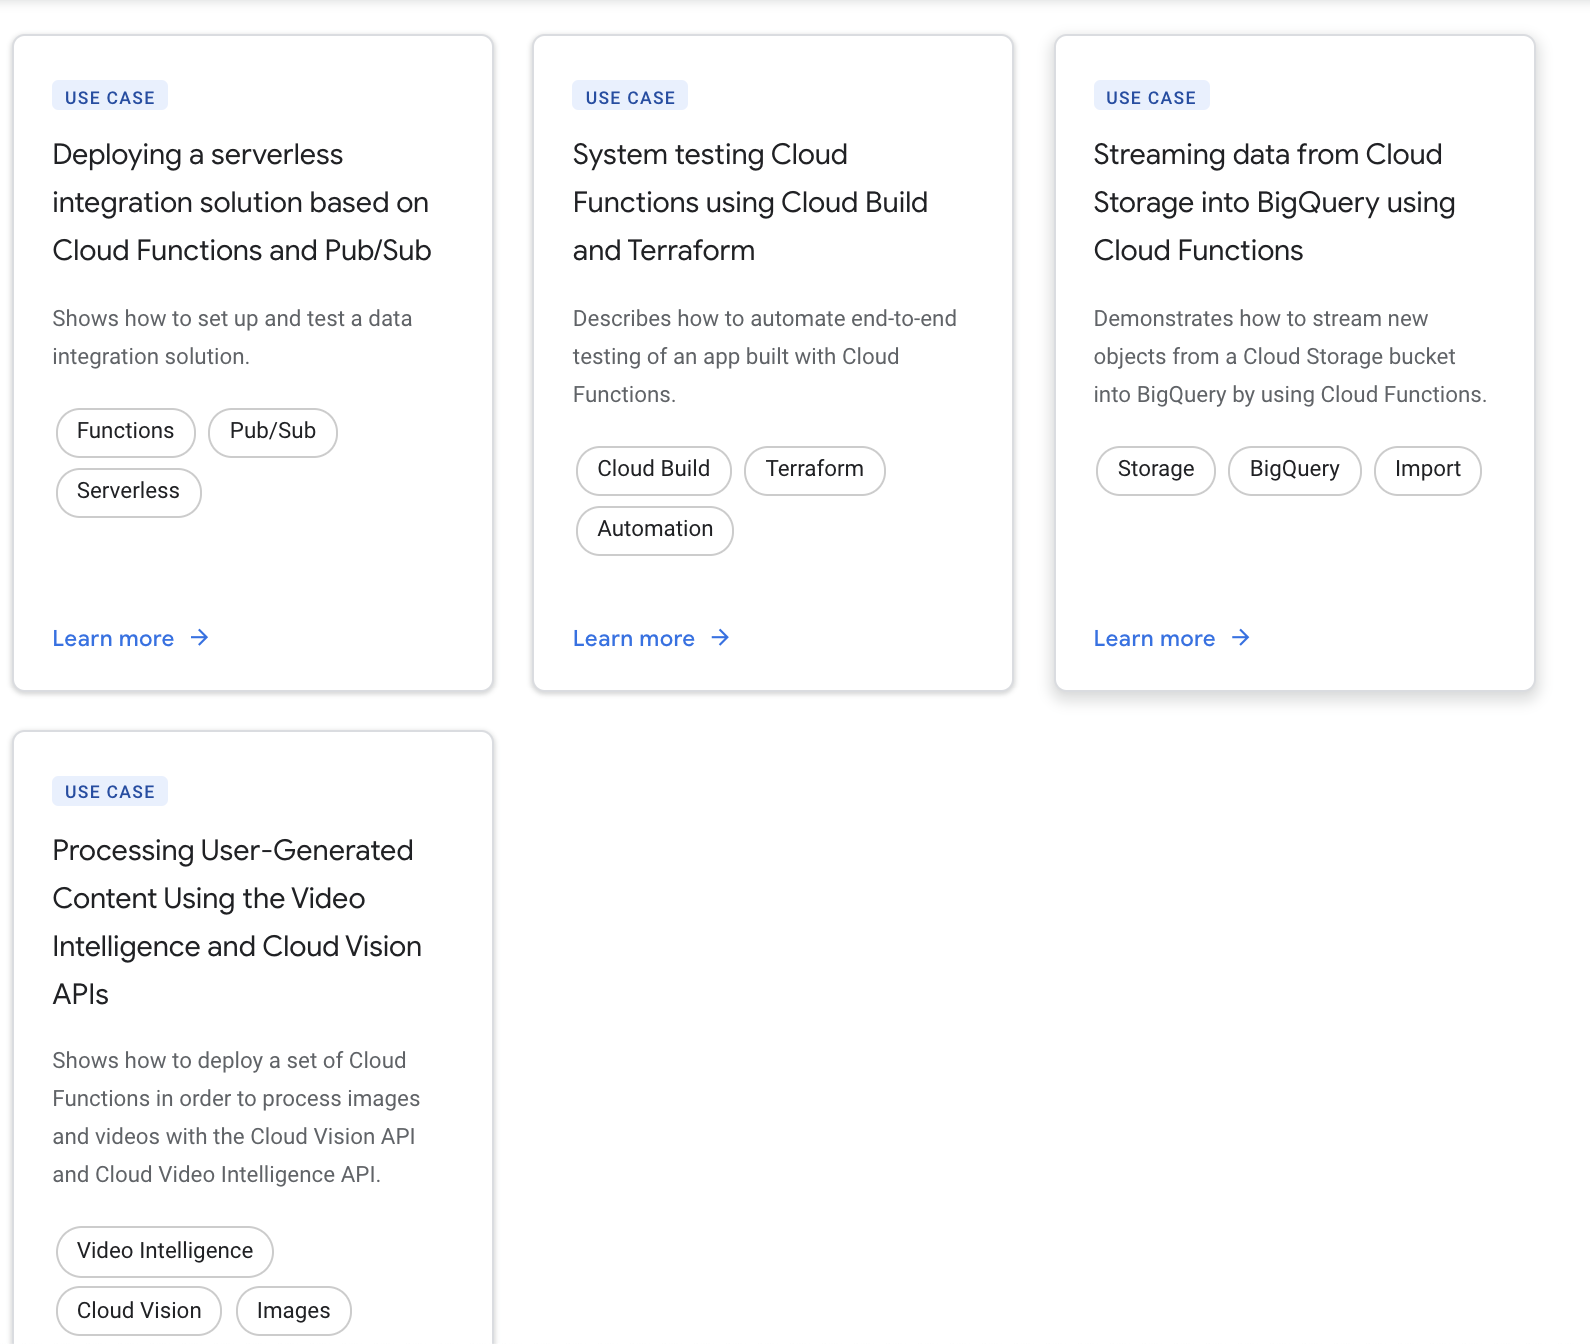 USE CASE
Deploying a serverless
integration solution based on
Cloud Functions and Pub/Sub
Shows how to set up and test a data
integration solution.
Functions
Pub/Sub
Serverless
Learn more →
USE CASE
System testing Cloud
Functions using Cloud Build
and Terraform
Describes how to automate end-to-end
testing of an app built with Cloud
Functions.
Cloud Build
Terraform
Automation
Learn more →
USE CASE
Streaming data from Cloud
Storage into BigQuery using
Cloud Functions
Demonstrates how to stream new
objects from a Cloud Storage bucket
into BigQuery by using Cloud Functions.
Storage
BigQuery
Import
Learn more →
USE CASE
Processing User-Generated
Content Using the Video
Intelligence and Cloud Vision
APIs
Shows how to deploy a set of Cloud
Functions in order to process images
and videos with the Cloud Vision API
and Cloud Video Intelligence API.
Video Intelligence
Cloud Vision
Images